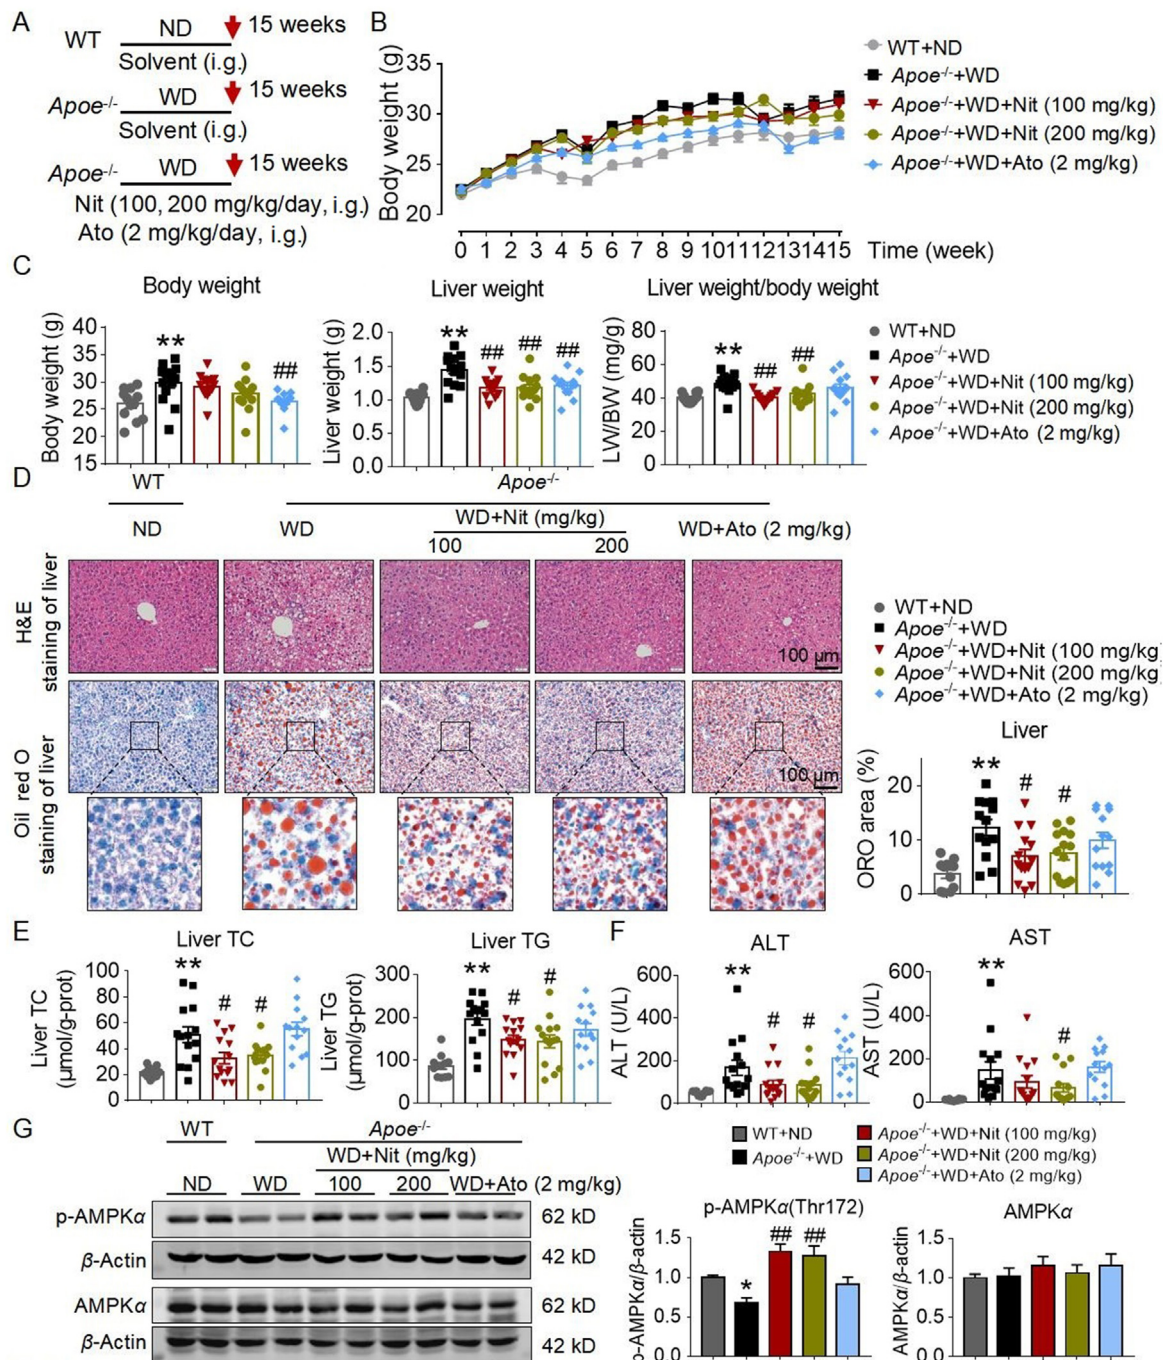 A
WT
ND
15 weeks
Solvent (i.g.)
Apoe-/-
WD
15 weeks
Solvent (i.g.)
Apoe-/-
WD
15 weeks
Nit (100, 200 mg/kg/day, i.g.)
Ato (2 mg/kg/day, i.g.)
B
Body weight (g)
35
30
25
20
0 1 2 3 4 5 6 7 8 9 10 11 12 13 14 15
Time (week)
WT+ND
Apoe-/-+WD
Apoe-/-+WD+Nit (100 mg/kg)
Apoe-/-+WD+Nit (200 mg/kg)
Apoe-/-+WD+Ato (2 mg/kg)
C
Body weight
Body weight (g)
40
35
30
25
20
15
**
##
Liver weight
Liver weight (g)
2.0
1.5
1.0
0.5
0.0
**
##
##
##
Liver weight/body weight
LW/BW (mg/g)
80
60
40
20
0
**
##
##
WT+ND
Apoe-/-+WD
Apoe-/-+WD+Nit (100 mg/kg)
Apoe-/-+WD+Nit (200 mg/kg)
Apoe-/-+WD+Ato (2 mg/kg)
D
WT
Apoe-/-
ND
WD
WD+Nit (mg/kg)
100
200
WD+Ato (2 mg/kg)
H&E
staining of liver
100 µm
Oil red O
staining of liver
100 µm
WT+ND
Apoe-/-+WD
Apoe-/-+WD+Nit (100 mg/kg)
Apoe-/-+WD+Nit (200 mg/kg)
Apoe-/-+WD+Ato (2 mg/kg)
Liver
ORO area (%)
20
10
0
**
#
#
E
Liver TC
Liver TC
(µmol/g-prot)
100
80
60
40
20
0
**
#
#
Liver TG
Liver TG
(µmol/g-prot)
300
200
100
0
**
#
#
F
ALT
ALT (U/L)
600
400
200
0
**
#
#
AST
AST (U/L)
600
400
200
0
**
#
G
WT
Apoe-/-
WD+Nit (mg/kg)
ND
WD
100
200
WD+Ato (2 mg/kg)
p-AMPKα
62 kD
β-Actin
42 kD
AMPKα
62 kD
β-Actin
42 kD
WT+ND
Apoe-/-+WD
Apoe-/-+WD+Nit (100 mg/kg)
Apoe-/-+WD+Nit (200 mg/kg)
Apoe-/-+WD+Ato (2 mg/kg)
p-AMPKα(Thr172)
p-AMPKα/β-actin
1.5
1.0
0.5
0.0
*
##
##
AMPKα
AMPKα/β-actin
1.5
1.0
0.5
0.0